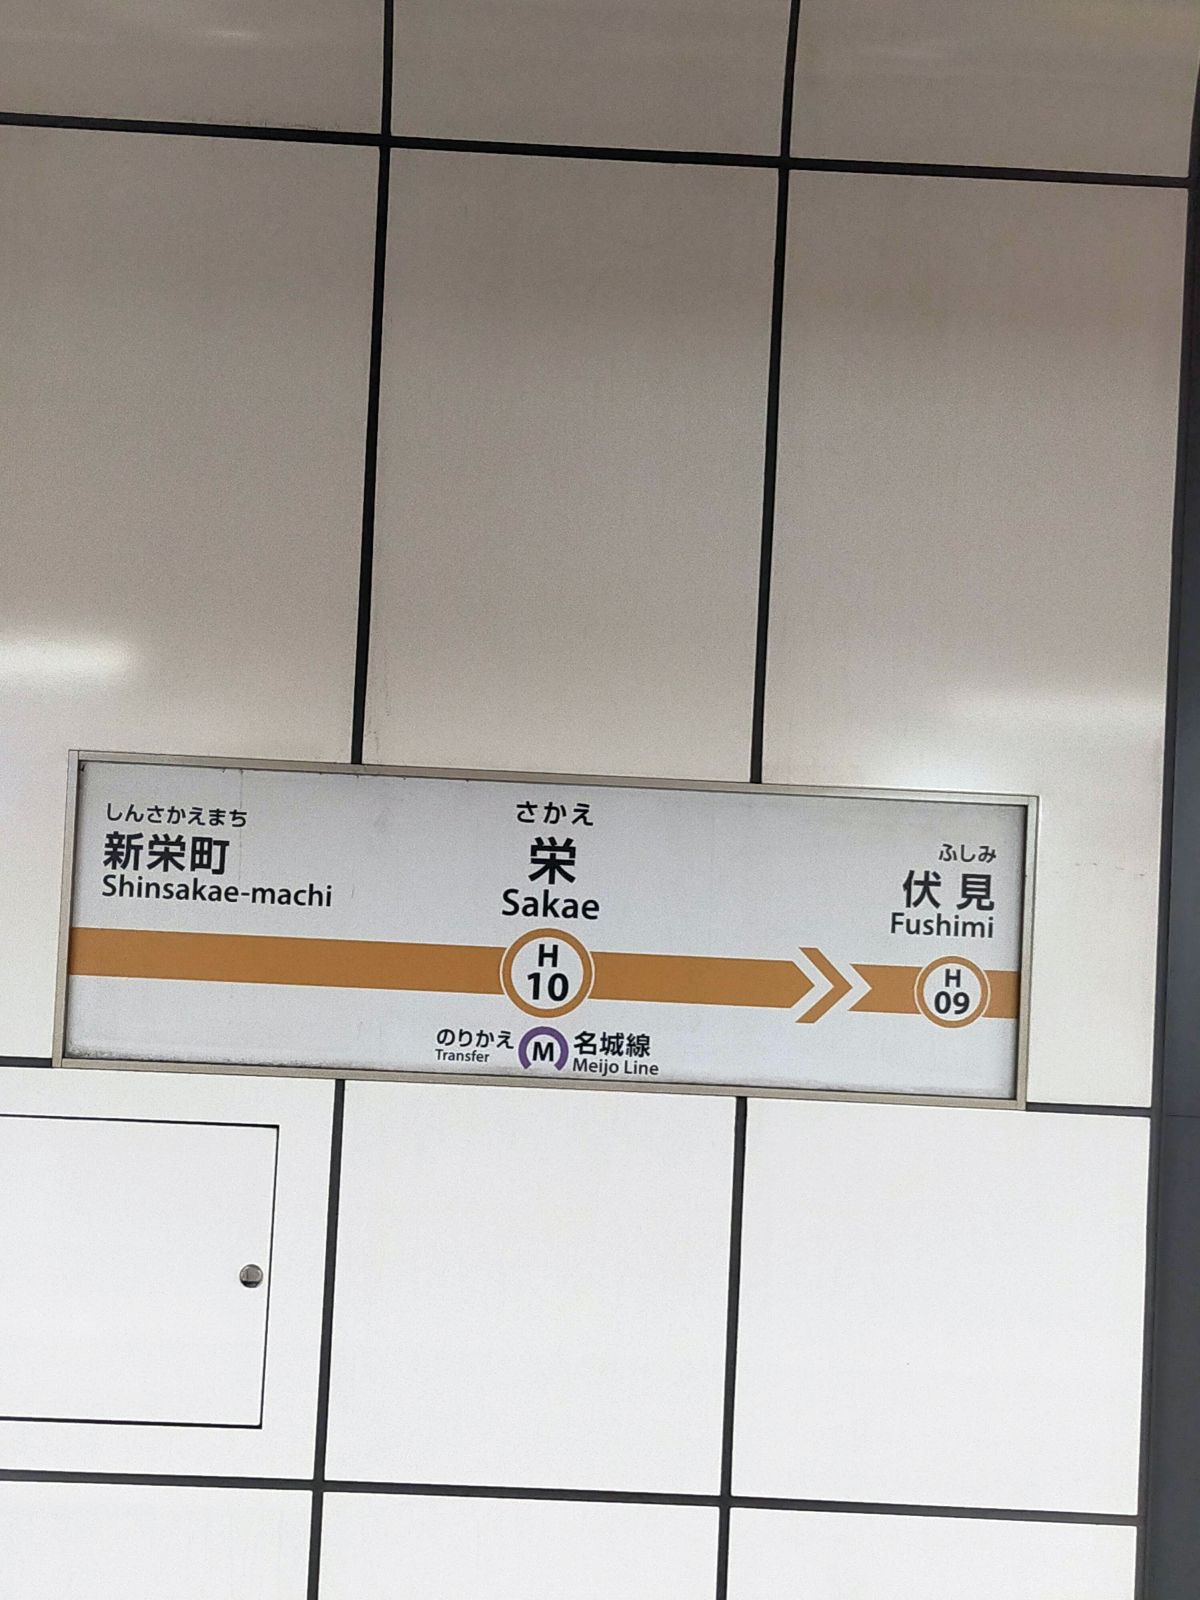 しんさかえまち
新栄町
Shinsakae-machi
さかえ
栄
Sakae
ふしみ
伏見
Fushimi
H
10
H
09
のりかえ
Transfer
M
名城線
Meijo Line